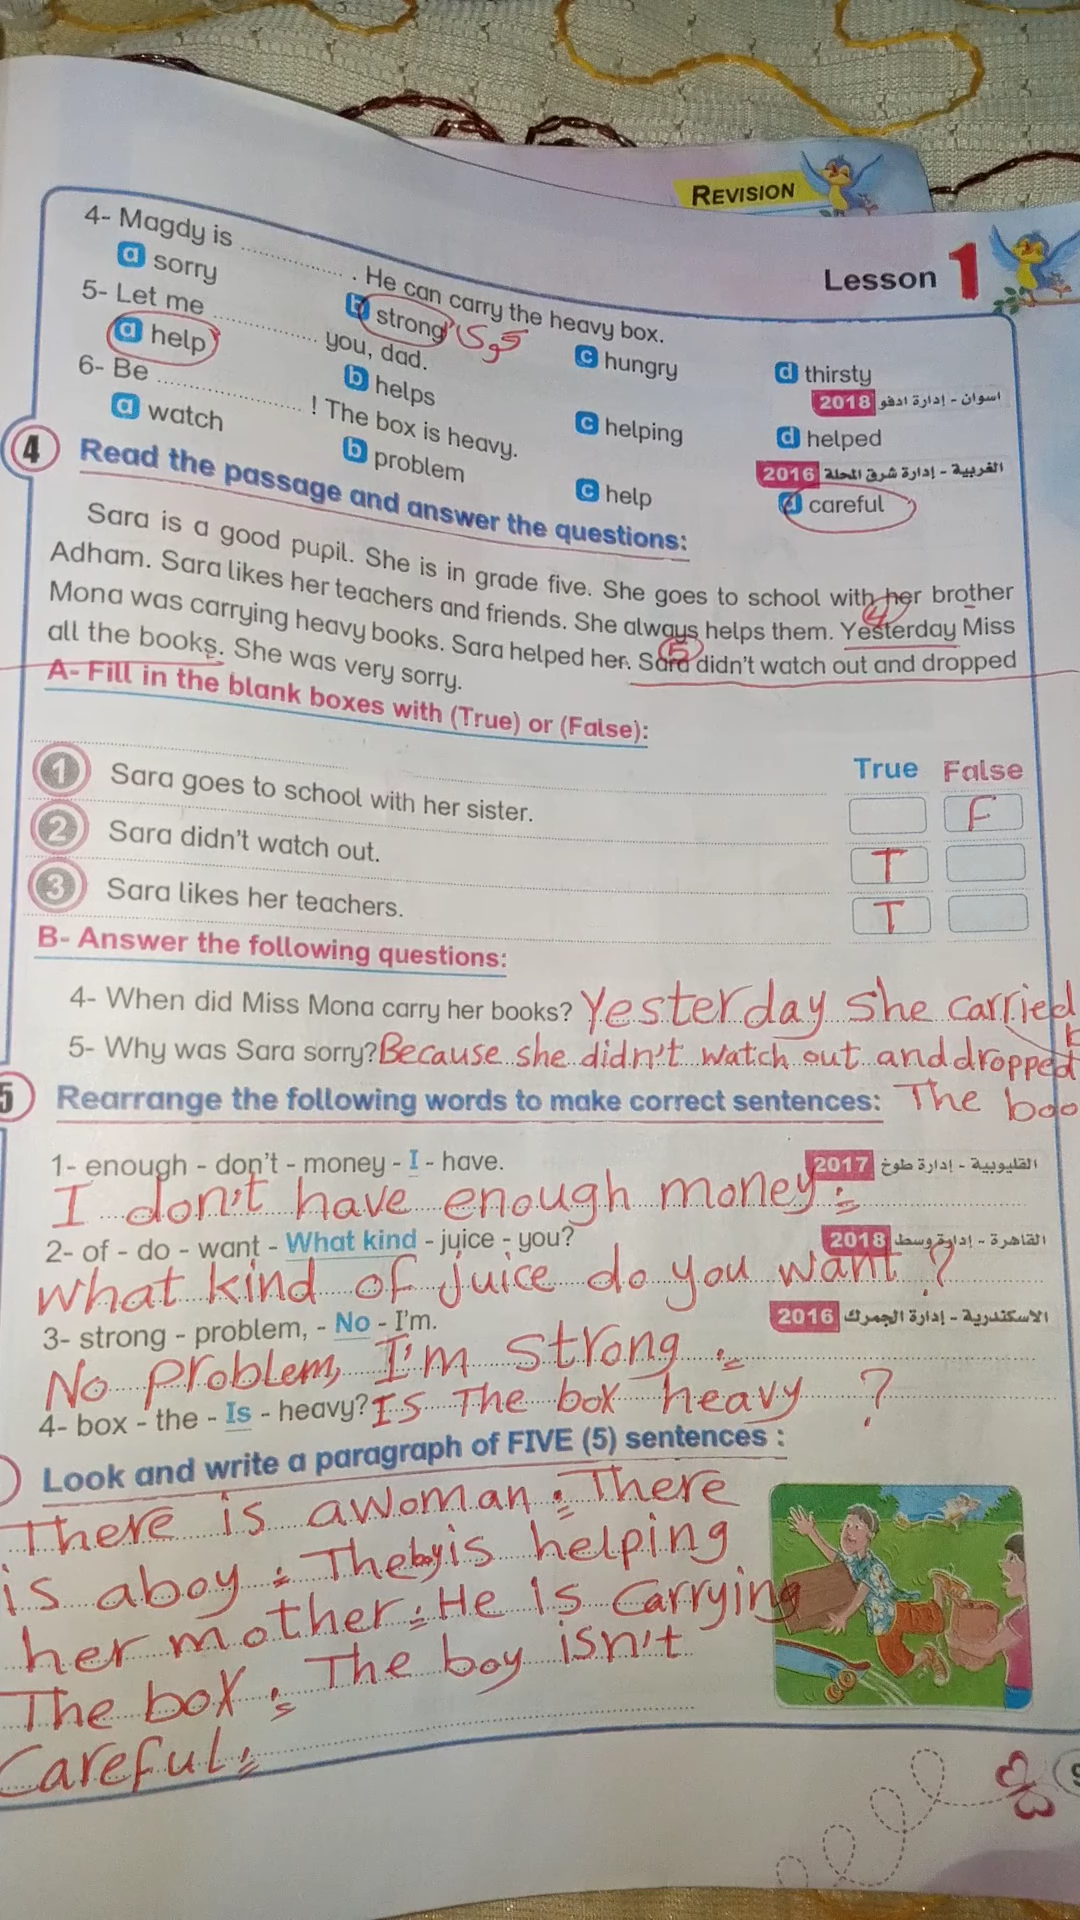 REVISION
Lesson 1
4- Magdy is .............. . He can carry the heavy box.
a sorry b strong قوي c hungry d thirsty
5- Let me .............. you, dad.
2018 اسوان - إدارة ادفو
a help b helps c helping d helped
6- Be .............. ! The box is heavy.
2016 الغربية - إدارة شرق المحلة
a watch b problem c help d careful
4 Read the passage and answer the questions:
Sara is a good pupil. She is in grade five. She goes to school with her brother
Adham. Sara likes her teachers and friends. She always helps them. Yesterday Miss
4
Mona was carrying heavy books. Sara helped her. Sara didn't watch out and dropped
5
all the books. She was very sorry.
A- Fill in the blank boxes with (True) or (False):
True False
1 Sara goes to school with her sister. F
2 Sara didn't watch out. T
3 Sara likes her teachers. T
B- Answer the following questions:
4- When did Miss Mona carry her books? Yesterday she carried
5- Why was Sara sorry? Because she didn't watch out and dropped
The boo
5 Rearrange the following words to make correct sentences:
1- enough - don't - money - I - have.
2017 القليوبية - إدارة طوخ
I don't have enough money.
2- of - do - want - What kind - juice - you?
2018 القاهرة - إدارة وسط
What kind of juice do you want ?
3- strong - problem, - No - I'm.
2016 الاسكندرية - إدارة الجمرك
No problem, I'm strong .
4- box - the - Is - heavy? Is The box heavy ?
Look and write a paragraph of FIVE (5) sentences :
There is a woman . There
is a boy . The boy is helping
her mother . He is carrying
The box . The boy isn't
careful .